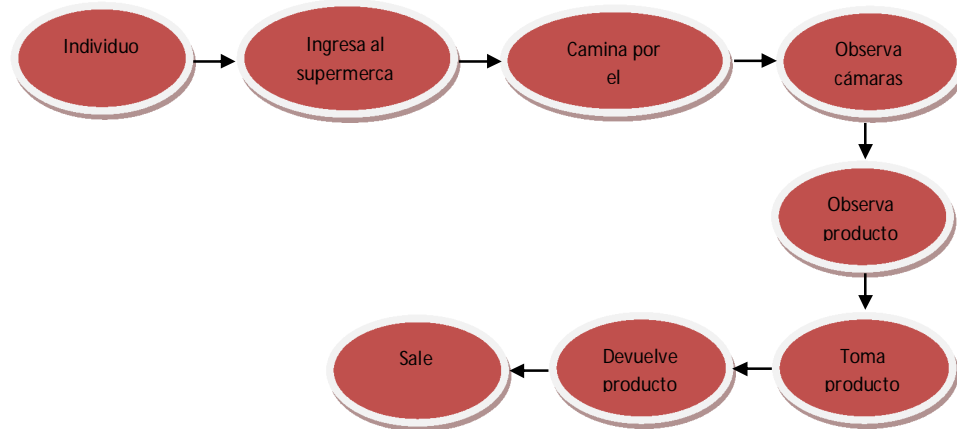 Individuo
Ingresa al
supermerca
Camina por
el
Observa
cámaras
Observa
producto
Toma
producto
Devuelve
producto
Sale